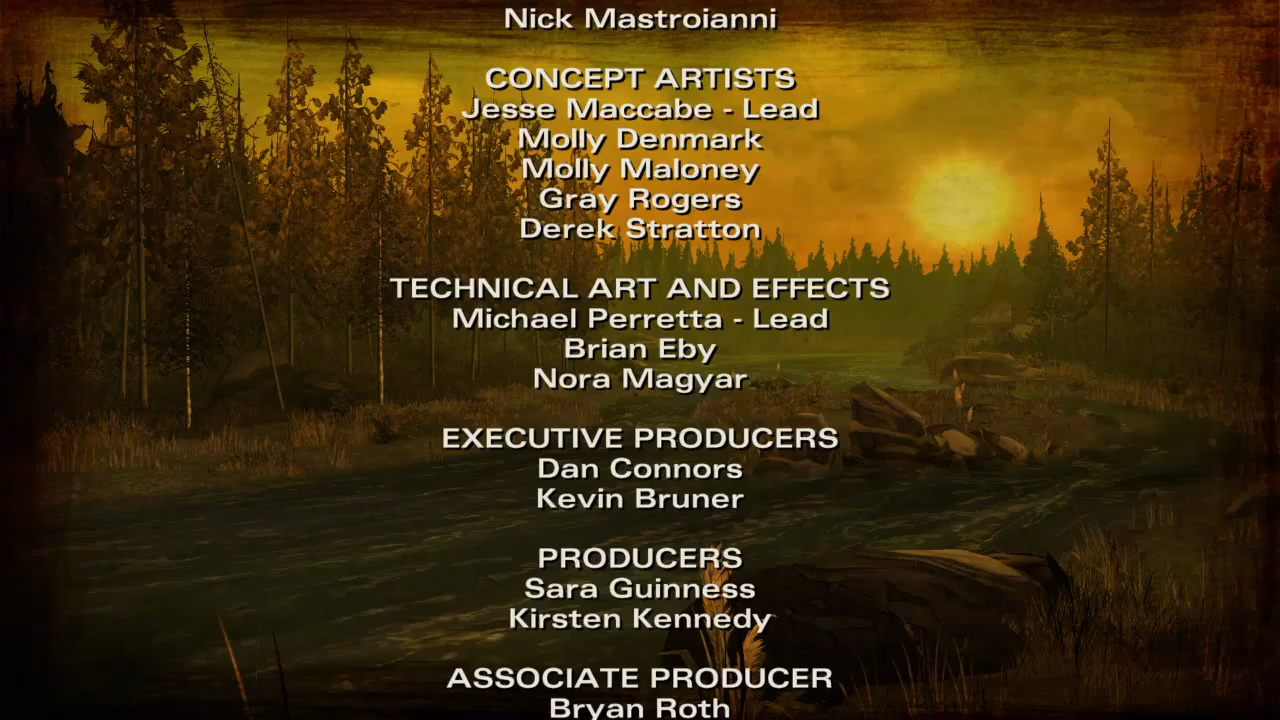 Nick Mastroianni
CONCEPT ARTISTS
Jesse Maccabe - Lead
Molly Denmark
Molly Maloney
Gray Rogers
Derek Stratton
TECHNICAL ART AND EFFECTS
Michael Perretta - Lead
Brian Eby
Nora Magyar
EXECUTIVE PRODUCERS
Dan Connors
Kevin Bruner
PRODUCERS
Sara Guinness
Kirsten Kennedy
ASSOCIATE PRODUCER
Bryan Roth